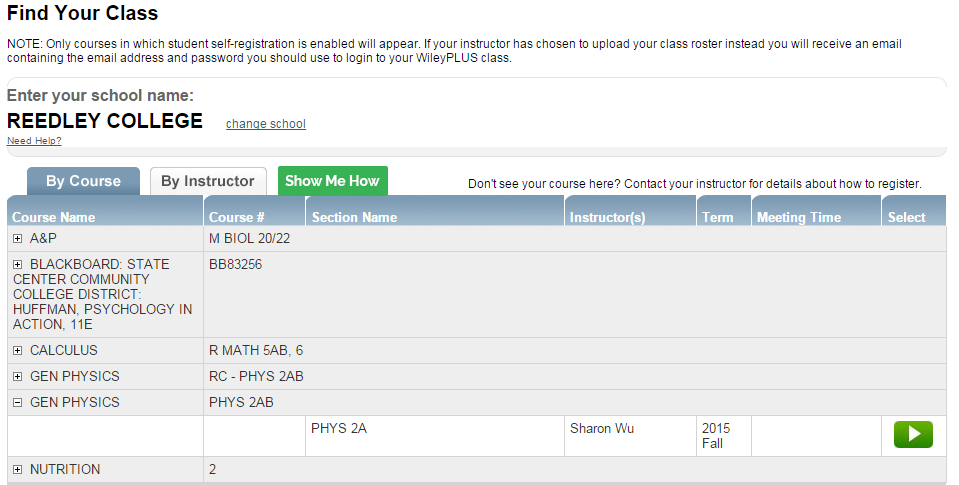 Find Your Class
NOTE: Only courses in which student self-registration is enabled will appear. If your instructor has chosen to upload your class roster instead you will receive an email
containing the email address and password you should use to login to your WileyPLUS class.
Enter your school name:
REEDLEY COLLEGE change school
Need Help?
By Course By Instructor Show Me How Don't see your course here? Contact your instructor for details about how to register.
Course Name Course # Section Name Instructor(s) Term Meeting Time Select
A&P M BIOL 20/22
BLACKBOARD: STATE BB83256
CENTER COMMUNITY
COLLEGE DISTRICT:
HUFFMAN, PSYCHOLOGY IN
ACTION, 11E
CALCULUS R MATH 5AB, 6
GEN PHYSICS RC - PHYS 2AB
GEN PHYSICS PHYS 2AB
PHYS 2A Sharon Wu 2015
Fall
NUTRITION 2